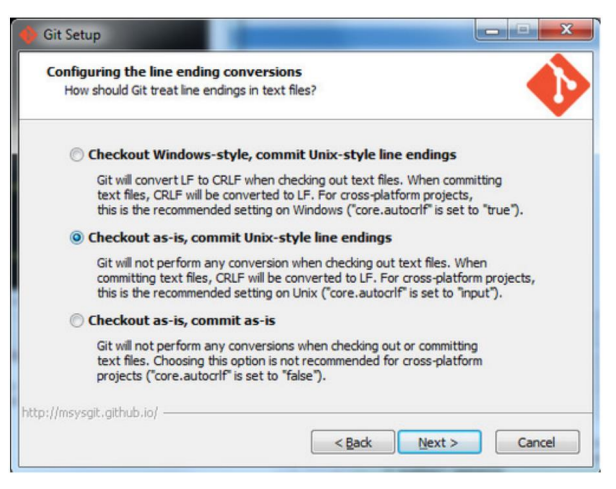 Git Setup
Configuring the line ending conversions
How should Git treat line endings in text files?
Checkout Windows-style, commit Unix-style line endings
Git will convert LF to CRLF when checking out text files. When committing
text files, CRLF will be converted to LF. For cross-platform projects,
this is the recommended setting on Windows ("core.autocrlf" is set to "true").
Checkout as-is, commit Unix-style line endings
Git will not perform any conversion when checking out text files. When
committing text files, CRLF will be converted to LF. For cross-platform projects,
this is the recommended setting on Unix ("core.autocrlf" is set to "input").
Checkout as-is, commit as-is
Git will not perform any conversions when checking out or committing
text files. Choosing this option is not recommended for cross-platform
projects ("core.autocrlf" is set to "false").
http://msysgit.github.io/
< Back Next > Cancel